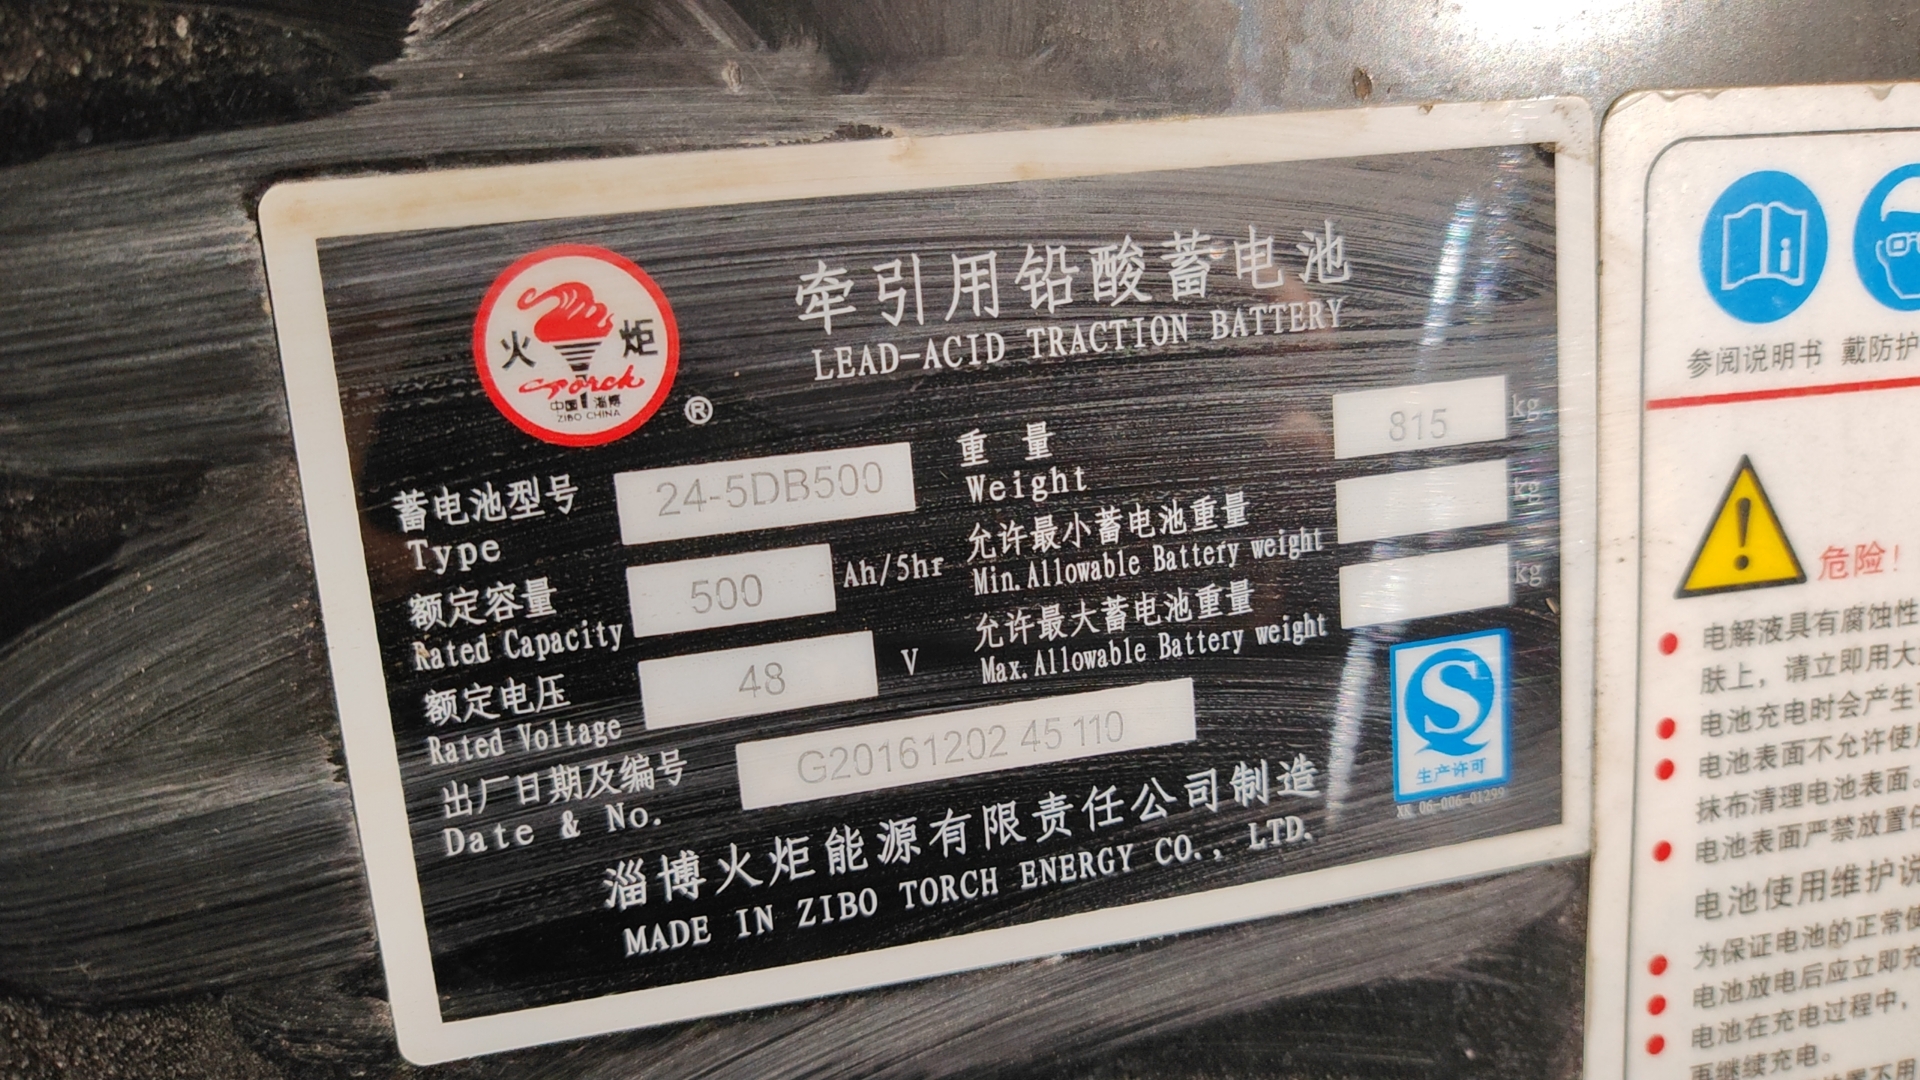 火炬
Torch
中国 淄博
ZIBO CHINA
®
牵引用铅酸蓄电池
LEAD-ACID TRACTION BATTERY
蓄电池型号
Type
24-5DB500
额定容量
Rated Capacity
500
Ah/5hr
额定电压
Rated Voltage
48
V
出厂日期及编号
Date & No.
G20161202 45 110
重量
Weight
815
kg
允许最小蓄电池重量
Min. Allowable Battery weight
kg
允许最大蓄电池重量
Max. Allowable Battery weight
kg
生产许可
XK 06-006-01299
淄博火炬能源有限责任公司制造
MADE IN ZIBO TORCH ENERGY CO., LTD.
参阅说明书 戴防护
危险!
电解液具有腐蚀性
肤上，请立即用大
电池充电时会产生
电池表面不允许使
抹布清理电池表面。
电池表面严禁放置
电池使用维护说
为保证电池的正常使
电池放电后应立即充
电池在充电过程中，
再继续充电。